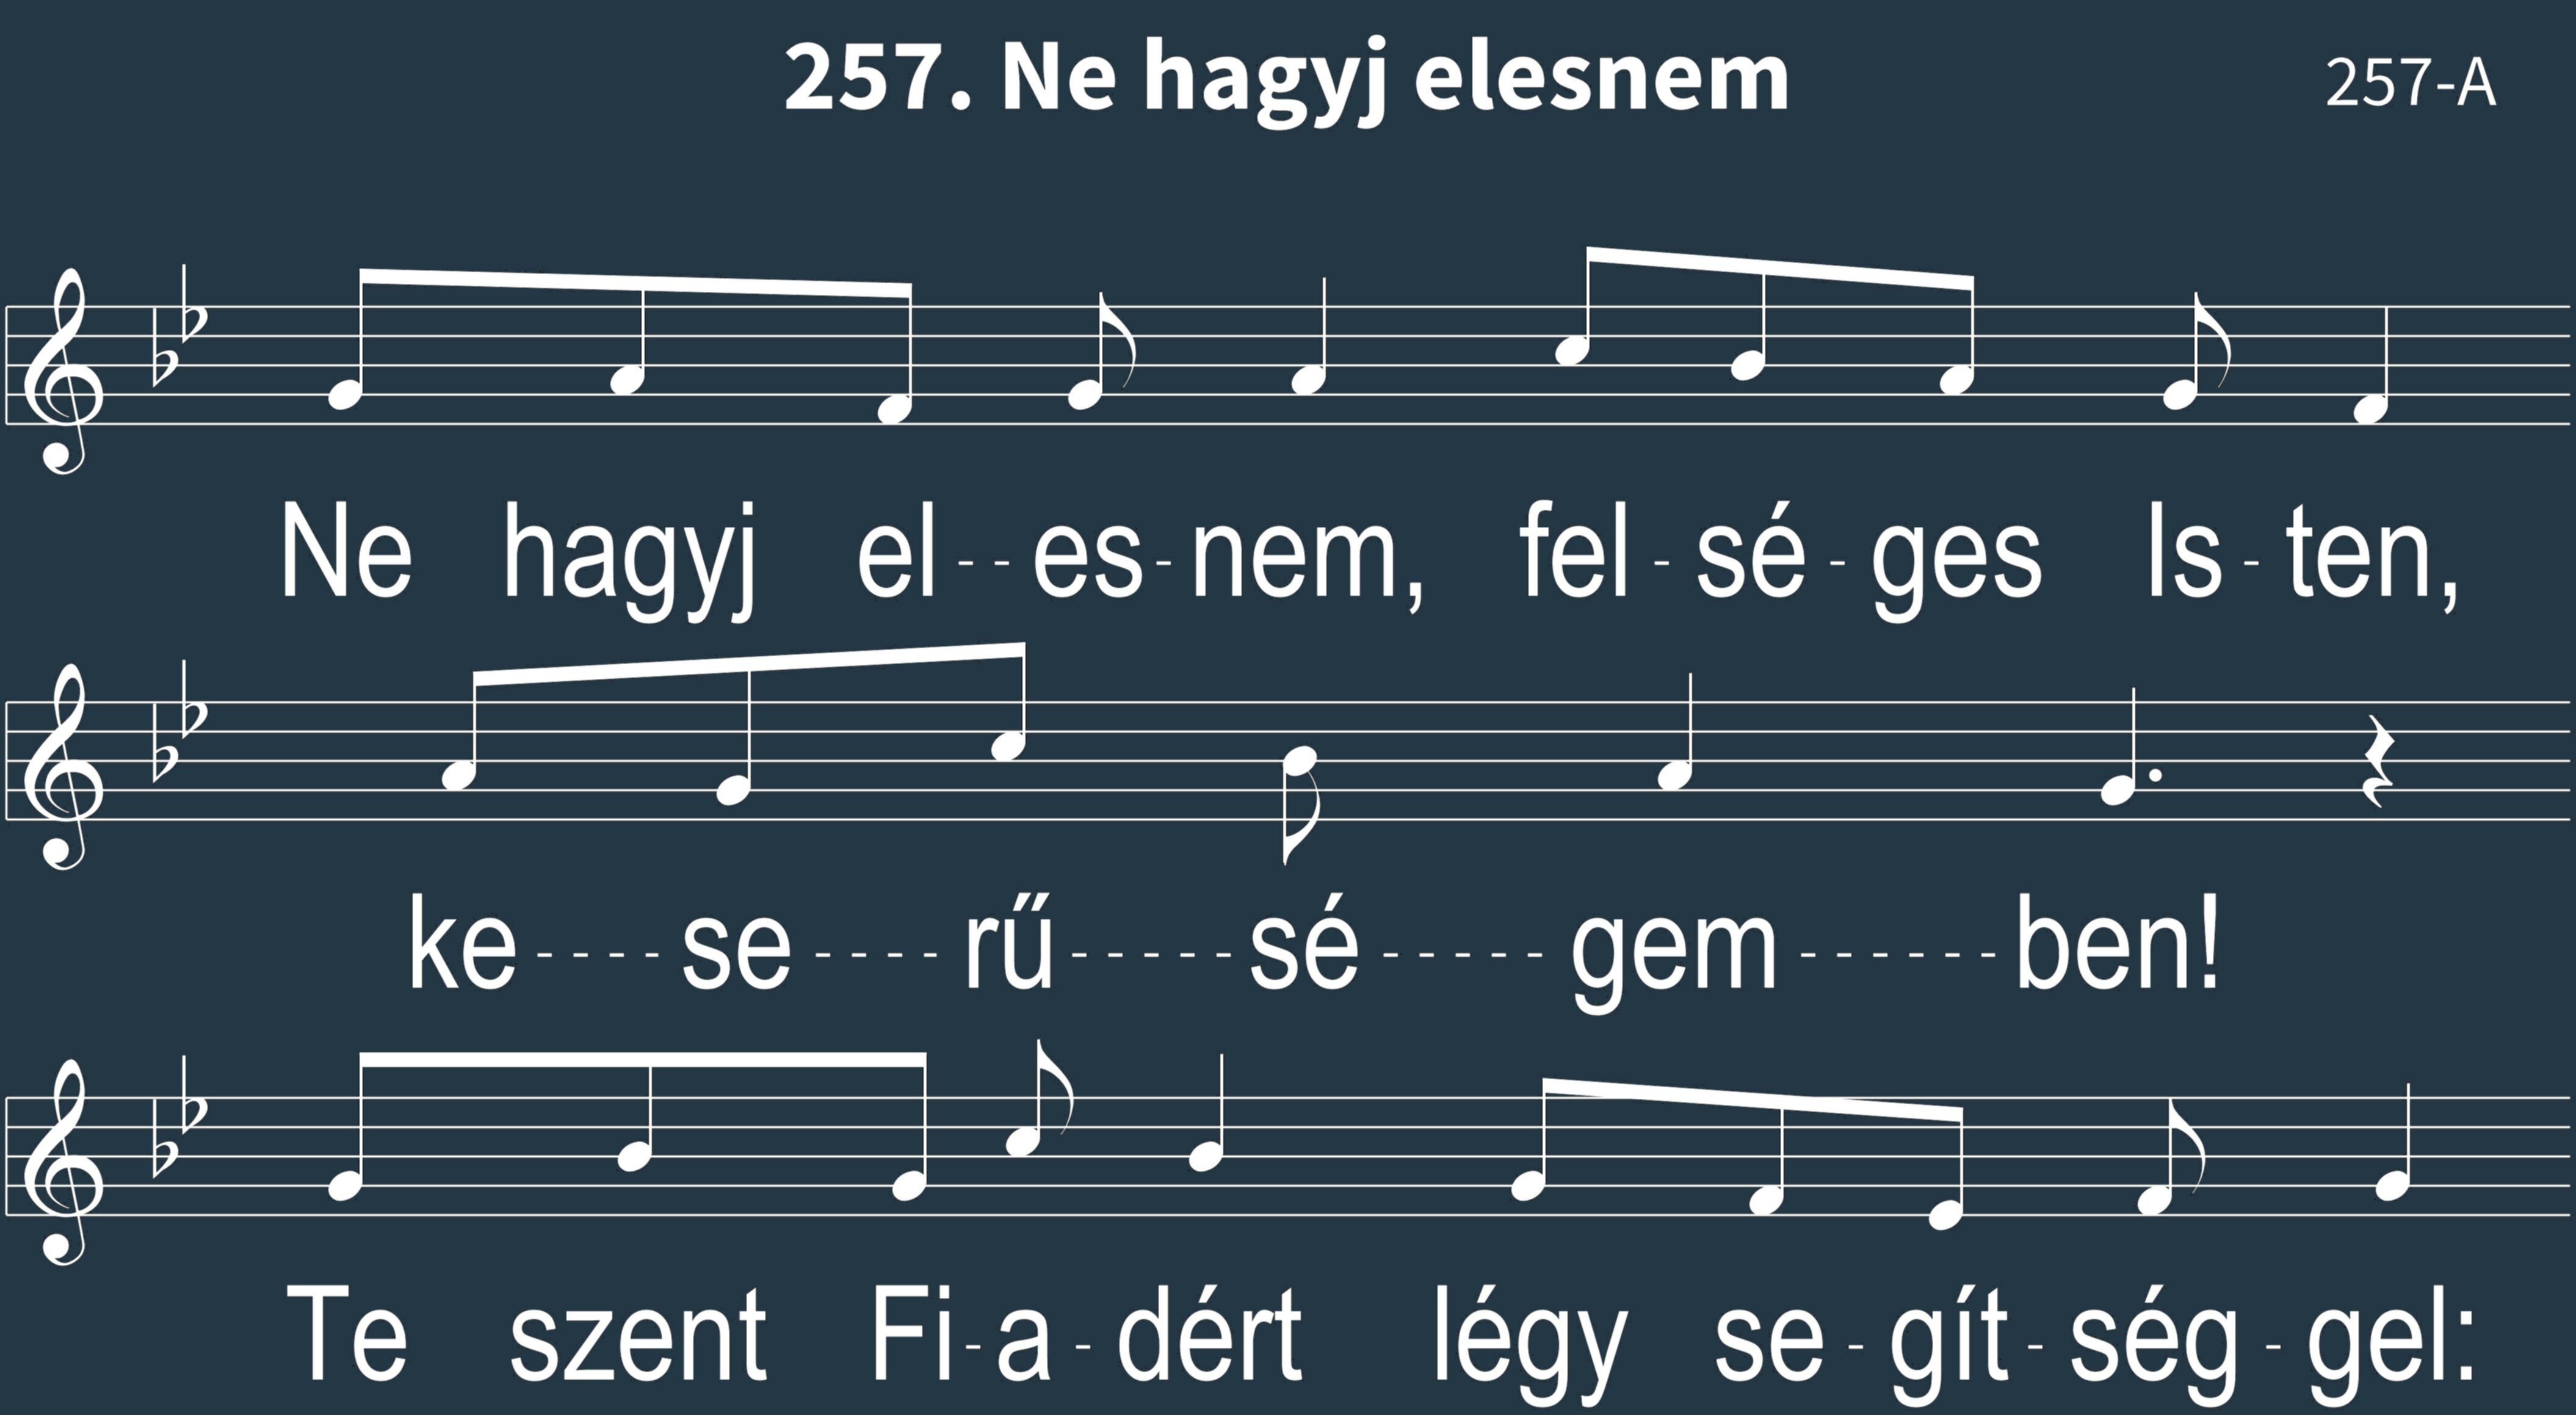 257. Ne hagyj elesnem 257-A
Ne hagyj el--es-nem, fel-sé-ges Is-ten,
ke----se----rű-----sé-----gem------ben!
Te szent Fi-a-dért légy se-gít-ség-gel: